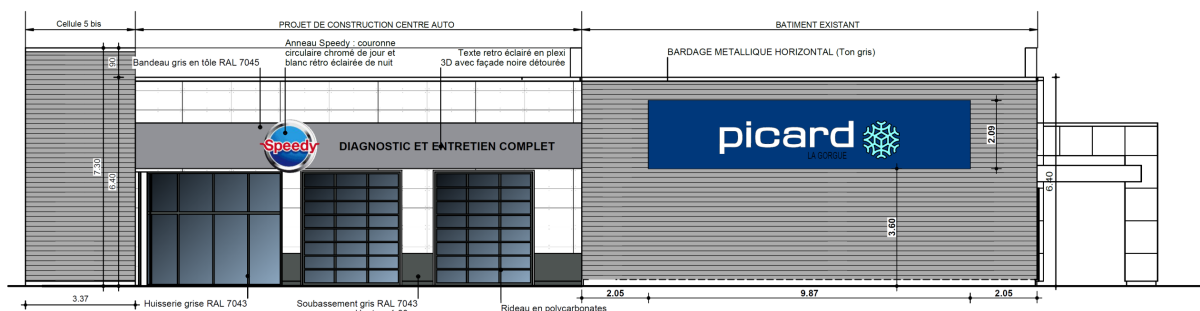 Cellule 5 bis
PROJET DE CONSTRUCTION CENTRE AUTO
BATIMENT EXISTANT
Anneau Speedy : couronne
circulaire chromé de jour et
blanc rétro éclairée de nuit
Texte retro éclairé en plexi
3D avec façade noire détourée
Bandeau gris en tôle RAL 7045
BARDAGE METALLIQUE HORIZONTAL (Ton gris)
90
7.30
6.40
Speedy
DIAGNOSTIC ET ENTRETIEN COMPLET
picard
LA GORGUE
2.09
3.60
6.40
3.37
Huisserie grise RAL 7043
Soubassement gris RAL 7043
Rideau en polycarbonates
2.05
9.87
2.05